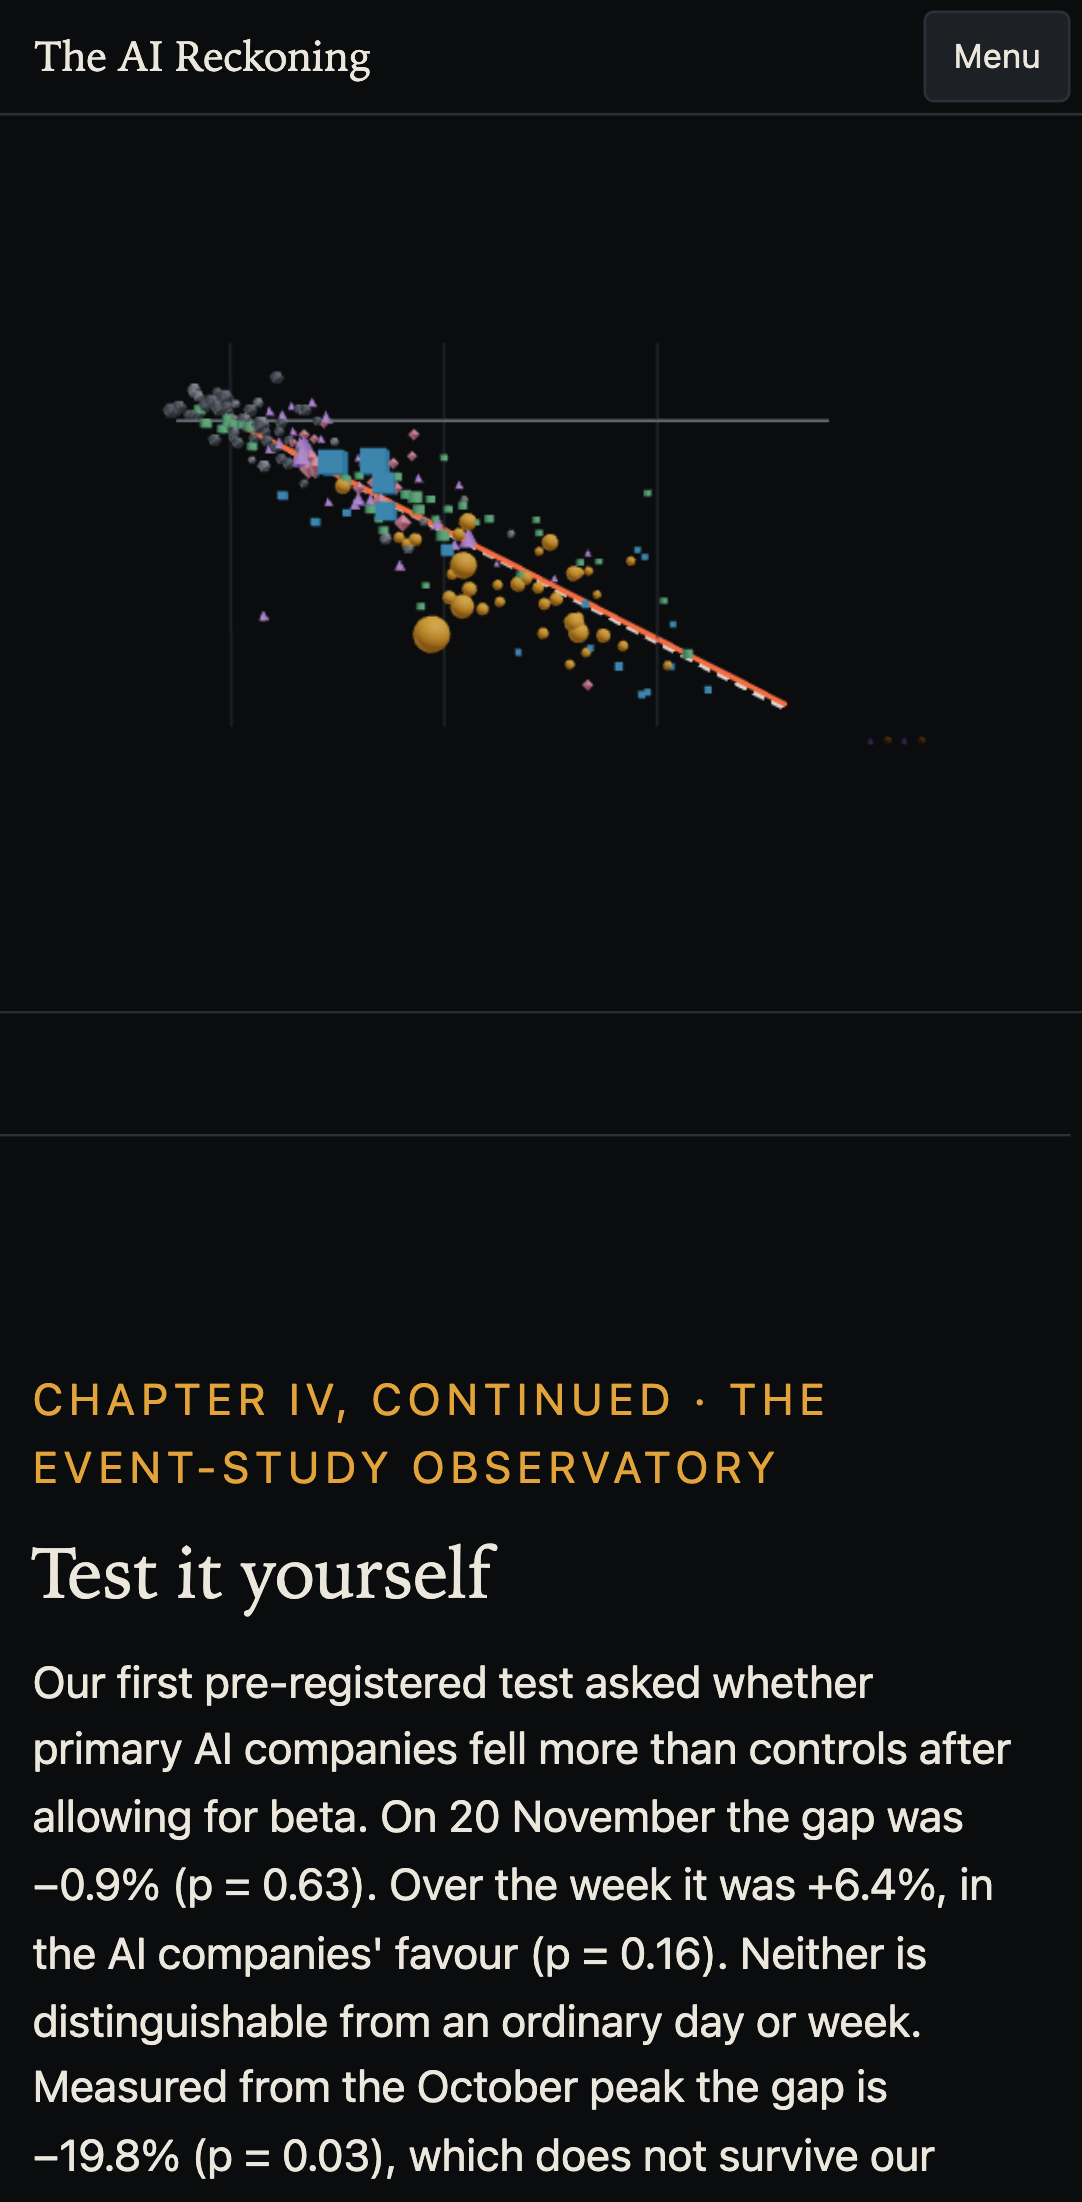 The AI Reckoning
Menu
CHAPTER IV, CONTINUED · THE
EVENT-STUDY OBSERVATORY
Test it yourself
Our first pre-registered test asked whether
primary AI companies fell more than controls after
allowing for beta. On 20 November the gap was
−0.9% (p = 0.63). Over the week it was +6.4%, in
the AI companies' favour (p = 0.16). Neither is
distinguishable from an ordinary day or week.
Measured from the October peak the gap is
−19.8% (p = 0.03), which does not survive our